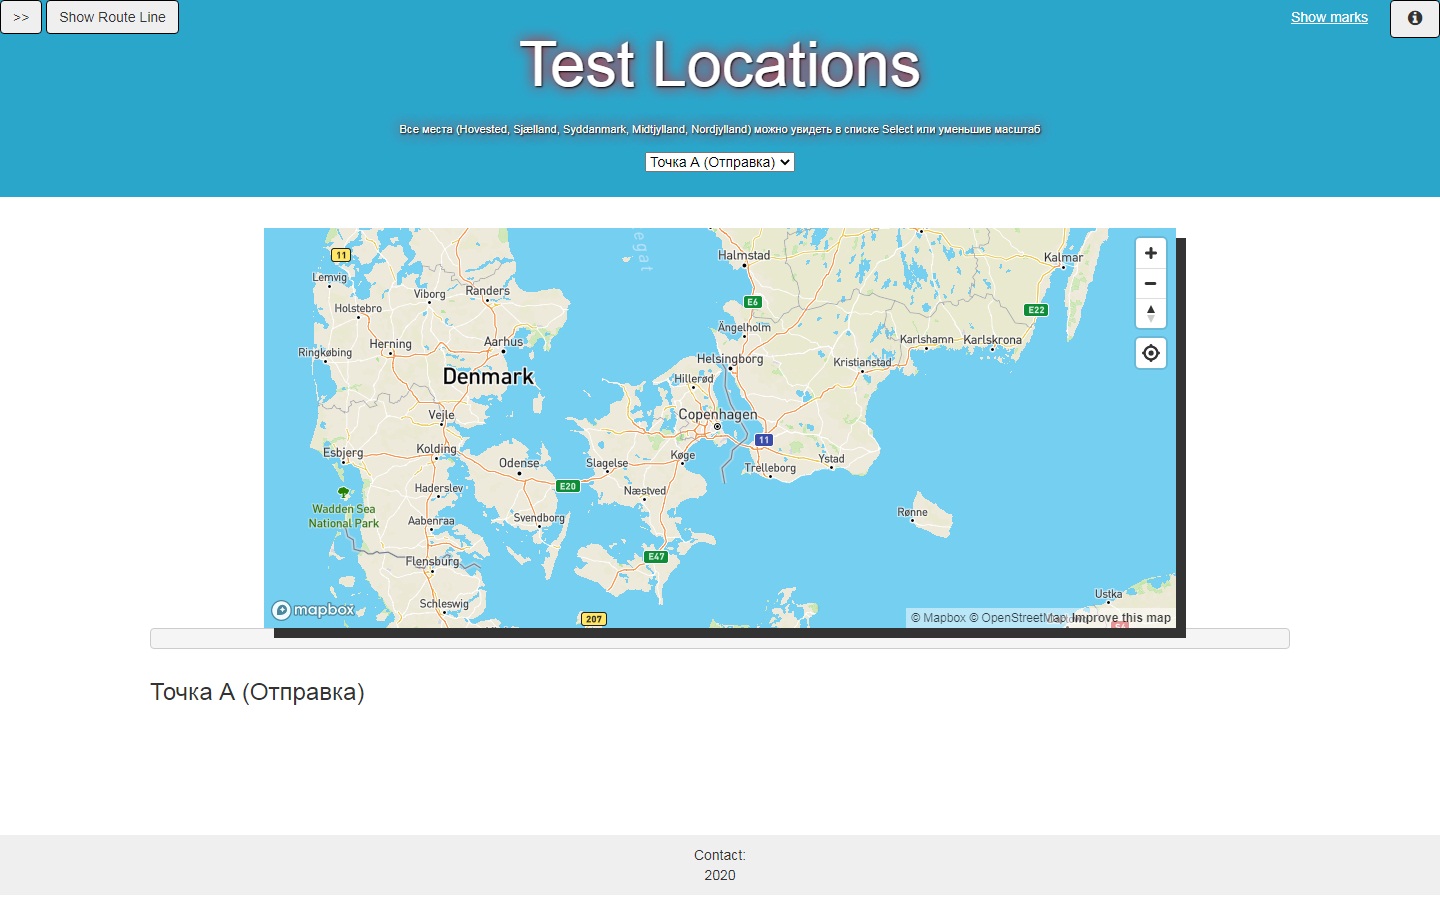 >>
Show Route Line
Show marks
Test Locations
Все места (Hovested, Sjælland, Syddanmark, Midtjylland, Nordjylland) можно увидеть в списке Select или уменьшив масштаб
Точка А (Отправка)
egat
11
Lemvig
Viborg
Randers
Holstebro
Ringkøbing
Herning
Aarhus
Denmark
Vejle
Esbjerg
Kolding
Odense
Haderslev
E20
Wadden Sea
National Park
Aabenraa
Svendborg
Flensburg
Schleswig
207
Halmstad
Kalmar
E6
E22
Ängelholm
Helsingborg
Karlshamn
Karlskrona
Kristianstad
Hillerød
Copenhagen
11
Slagelse
Køge
Trelleborg
Ystad
Næstved
Rønne
E47
Ustka
mapbox
© Mapbox © OpenStreetMap Improve this map
Точка А (Отправка)
Contact:
2020